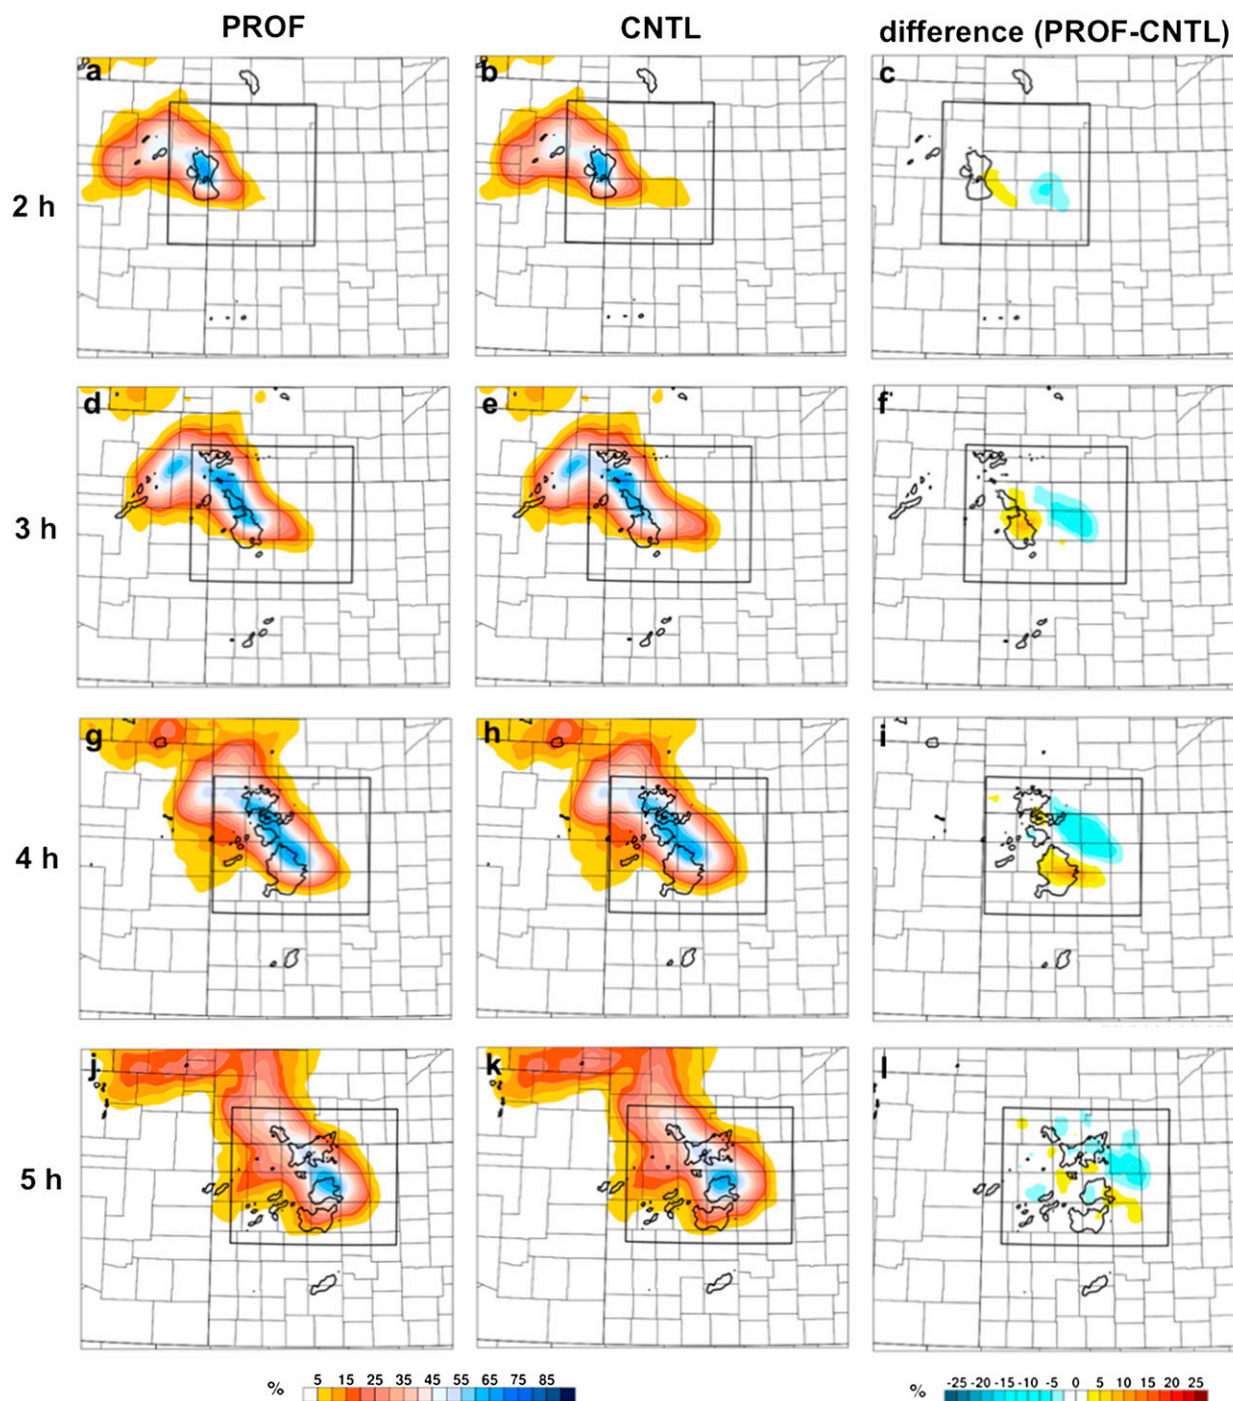 PROF CNTL difference (PROF-CNTL)
a b c
2 h
d e f
3 h
g h i
4 h
j k l
5 h
% 5 15 25 35 45 55 65 75 85
% -25 -20 -15 -10 -5 0 5 10 15 20 25